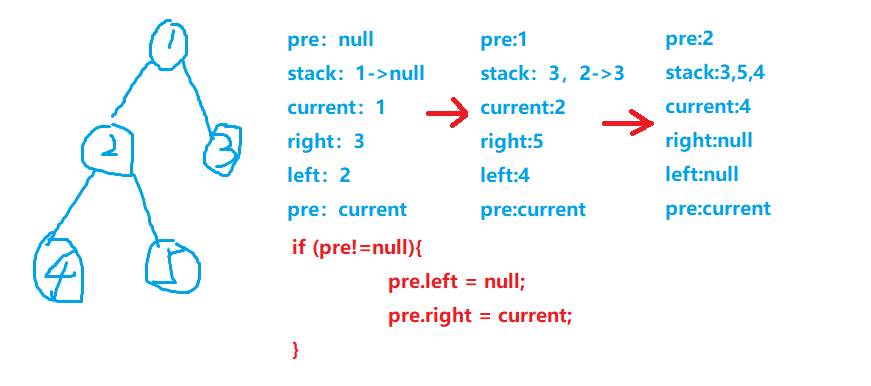 1
2
3
4
5
pre：null
stack：1->null
current：1
right：3
left：2
pre：current
pre:1
stack: 3，2->3
current:2
right:5
left:4
pre:current
pre:2
stack:3,5,4
current:4
right:null
left:null
pre:current
if (pre!=null){
pre.left = null;
pre.right = current;
}